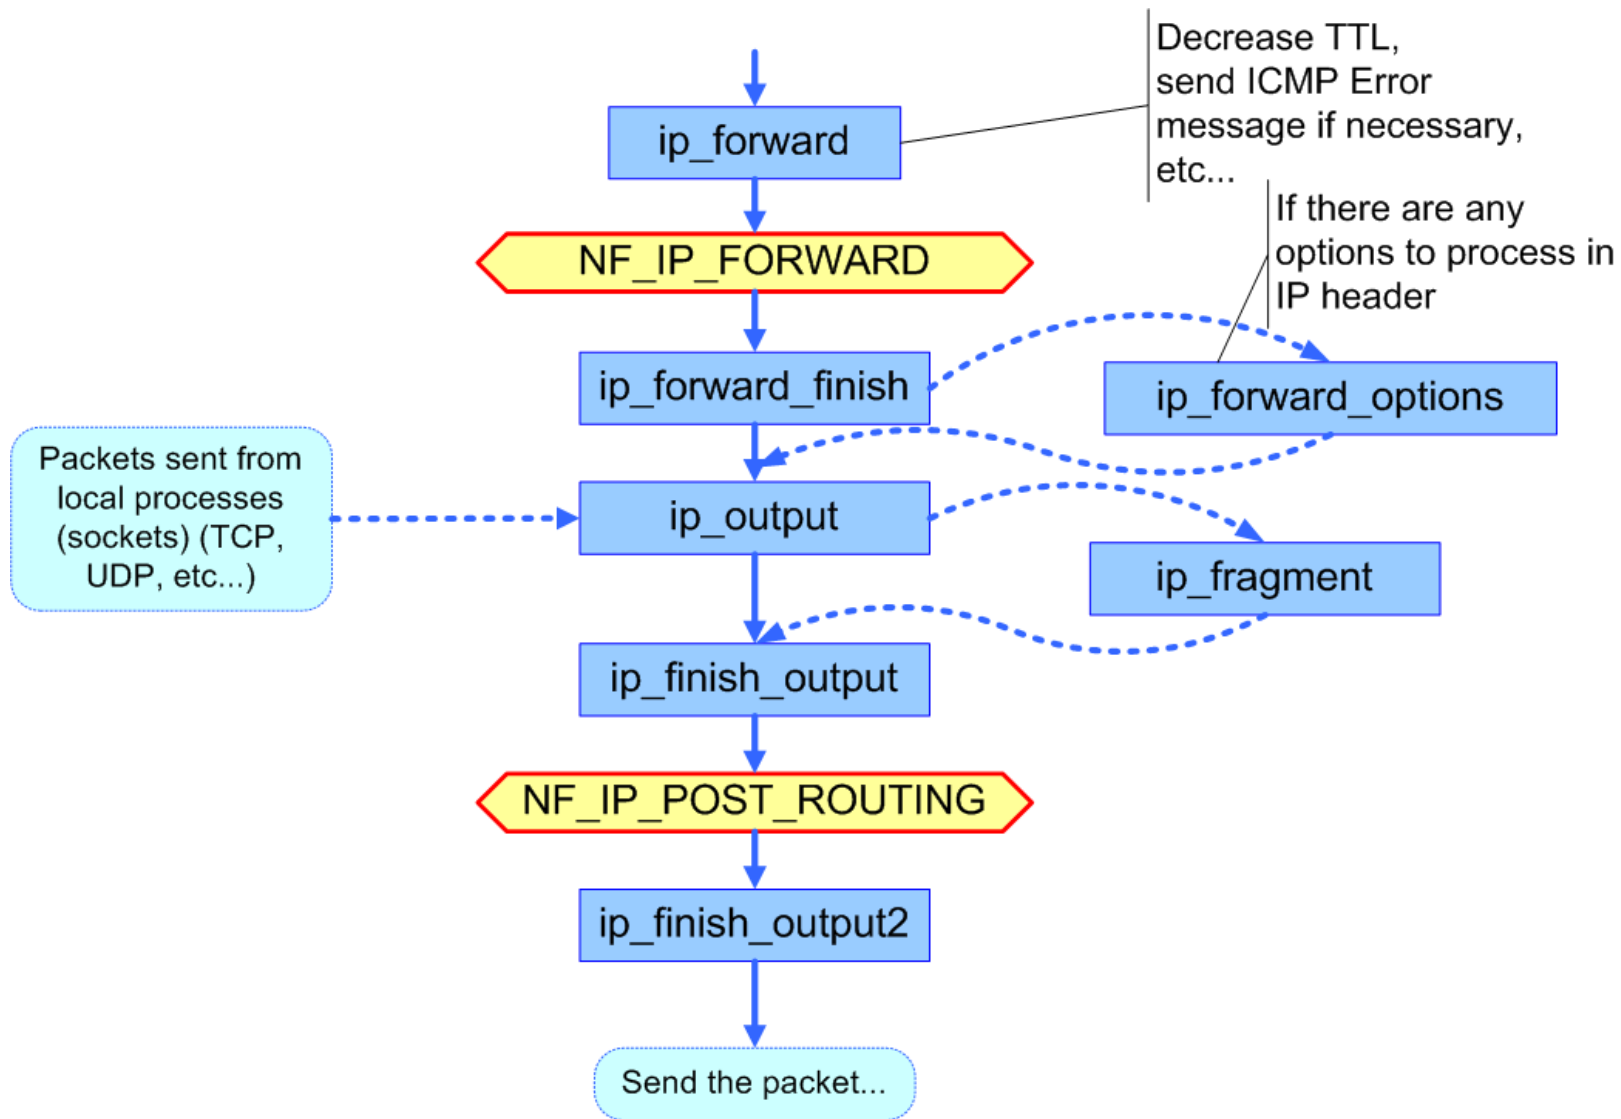 Decrease TTL,
send ICMP Error
message if necessary,
etc...
ip_forward
If there are any
options to process in
IP header
NF_IP_FORWARD
ip_forward_finish
ip_forward_options
Packets sent from
local processes
(sockets) (TCP,
UDP, etc...)
ip_output
ip_fragment
ip_finish_output
NF_IP_POST_ROUTING
ip_finish_output2
Send the packet...